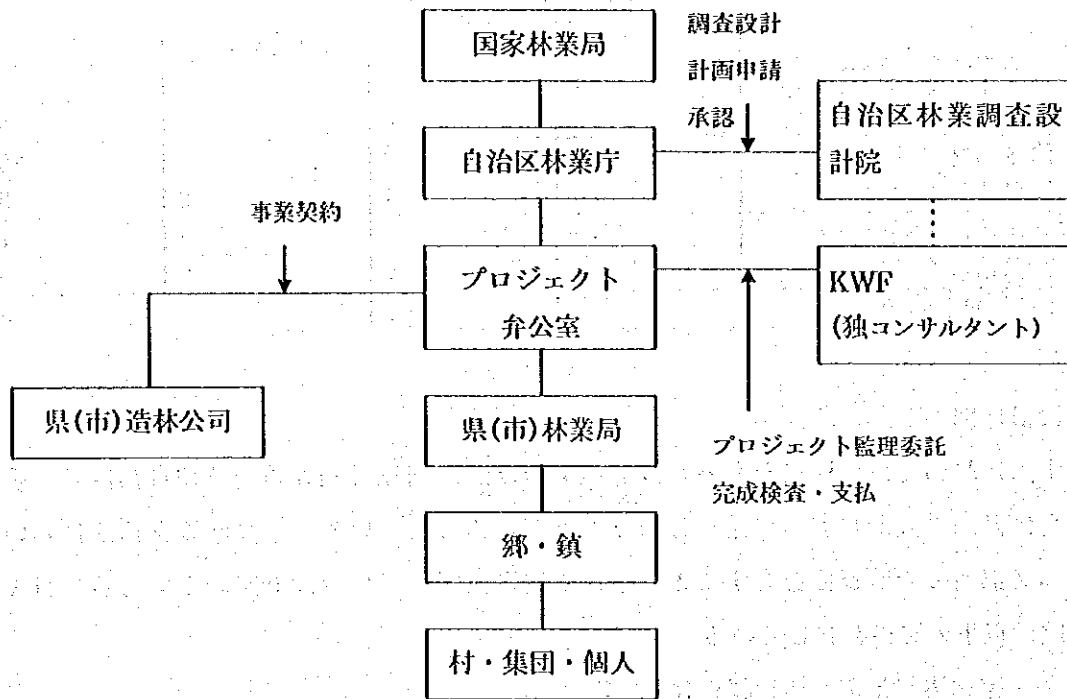 国家林業局
調査設計
計画申請
承認
自治区林業調査設
計院
自治区林業庁
事業契約
プロジェクト
弁公室
KWF
(独コンサルタント)
県(市)造林公司
県(市)林業局
プロジェクト監理委託
完成検査・支払
郷・鎮
村・集団・個人